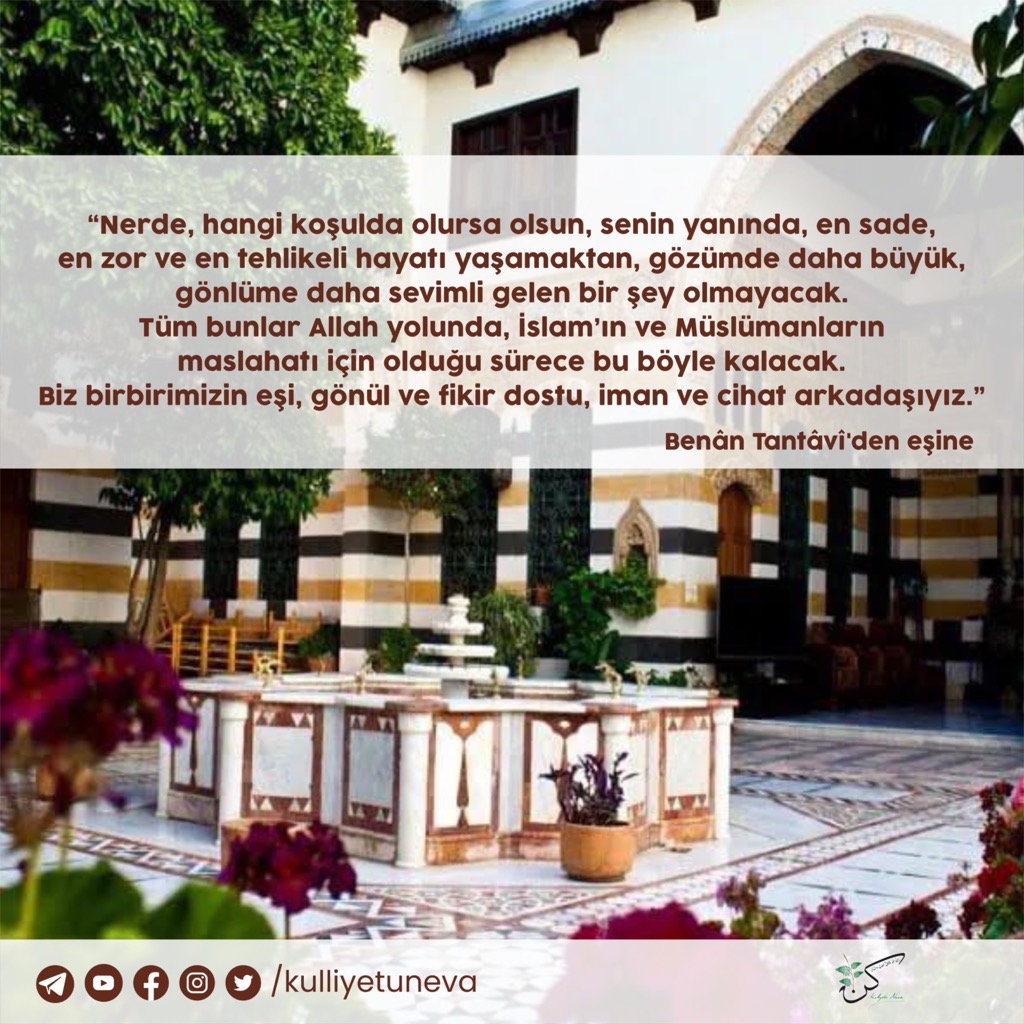 “Nerde, hangi koşulda olursa olsun, senin yanında, en sade,
en zor ve en tehlikeli hayatı yaşamaktan, gözümde daha büyük,
gönlüme daha sevimli gelen bir şey olmayacak.
Tüm bunlar Allah yolunda, İslam’ın ve Müslümanların
maslahatı için olduğu sürece bu böyle kalacak.
Biz birbirimizin eşi, gönül ve fikir dostu, iman ve cihat arkadaşıyız.”
Benân Tantâvî'den eşine
/kulliyetuneva